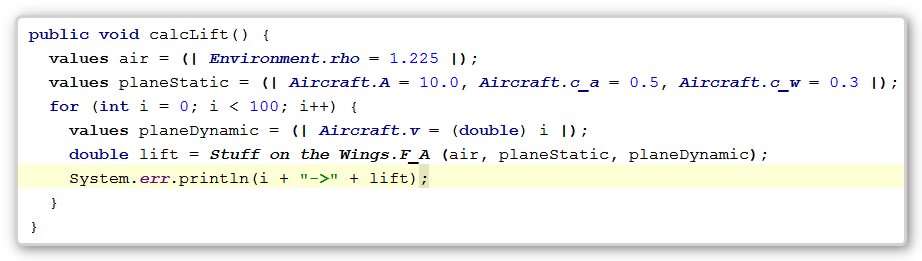 public void calcLift() {
values air = (| Environment.rho = 1.225 |);
values planeStatic = (| Aircraft.A = 10.0, Aircraft.c_a = 0.5, Aircraft.c_w = 0.3 |);
for (int i = 0; i < 100; i++) {
values planeDynamic = (| Aircraft.v = (double) i |);
double lift = Stuff on the Wings.F_A (air, planeStatic, planeDynamic);
System.err.println(i + "->" + lift);
}
}